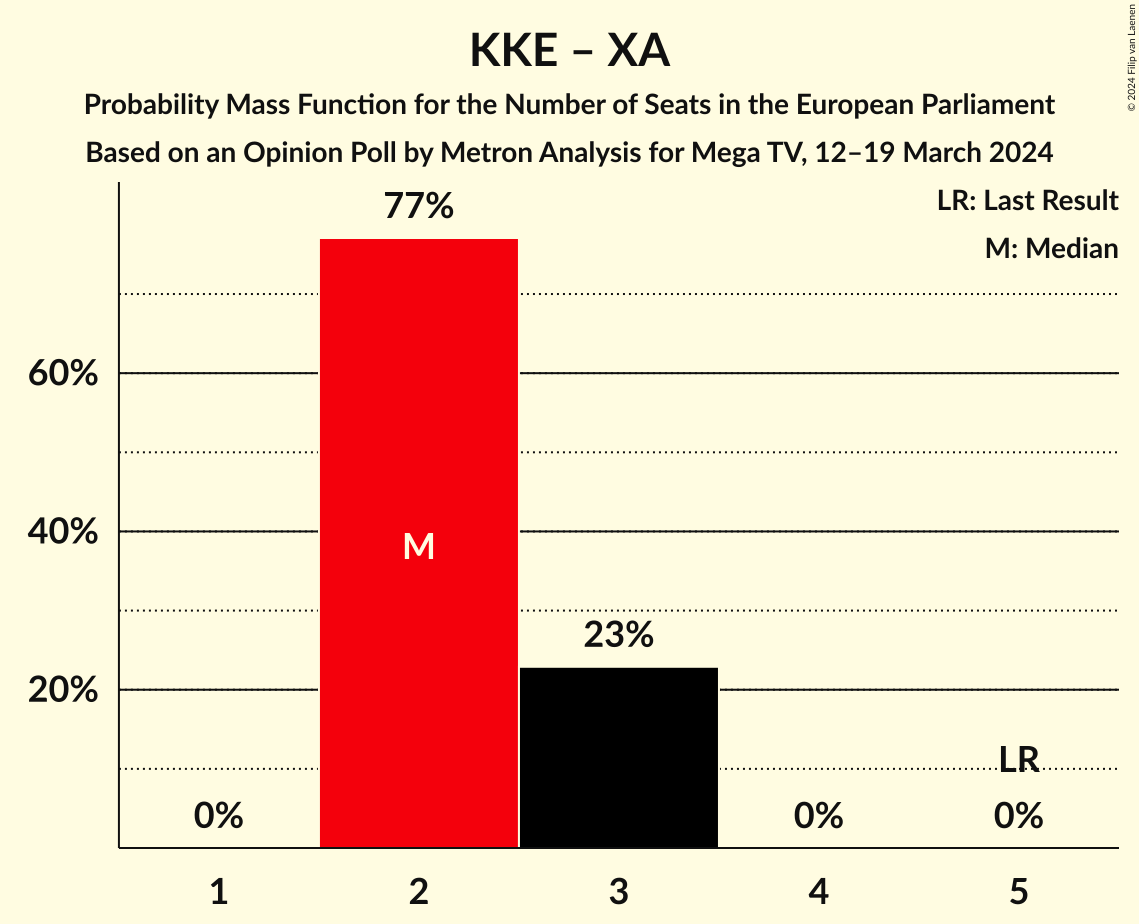 KKE – XA
Probability Mass Function for the Number of Seats in the European Parliament
Based on an Opinion Poll by Metron Analysis for Mega TV, 12–19 March 2024
© 2024 Filip van Laenen
LR: Last Result
M: Median
77%
60%
40%
M
23%
20%
LR
0%
0%
0%
1
2
3
4
5